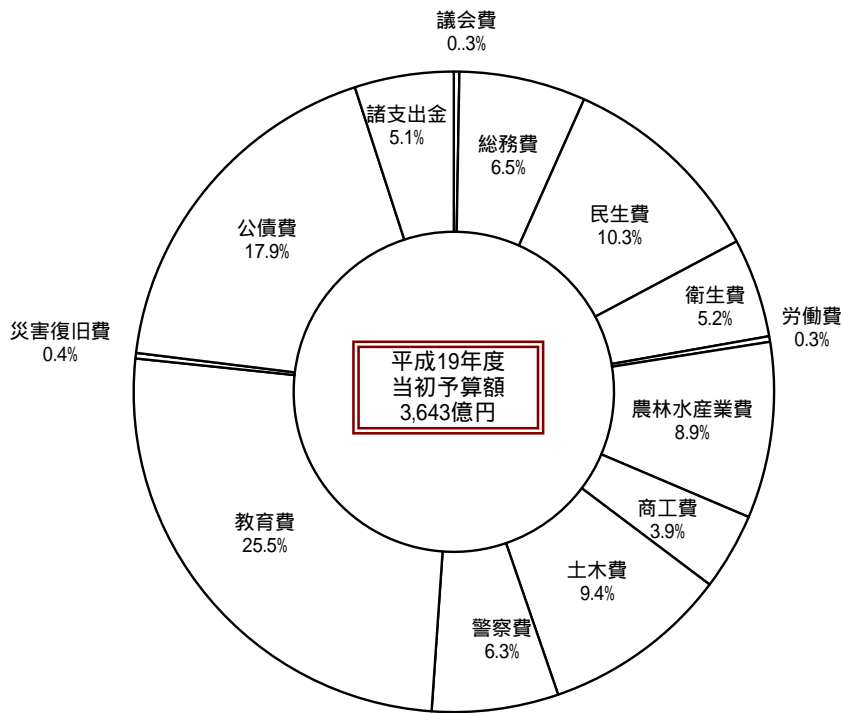 議会費
0..3%
諸支出金
5.1%
総務費
6.5%
民生費
10.3%
公債費
17.9%
衛生費
5.2%
労働費
0.3%
災害復旧費
0.4%
平成19年度
当初予算額
3,643億円
農林水産業費
8.9%
商工費
3.9%
教育費
25.5%
土木費
9.4%
警察費
6.3%